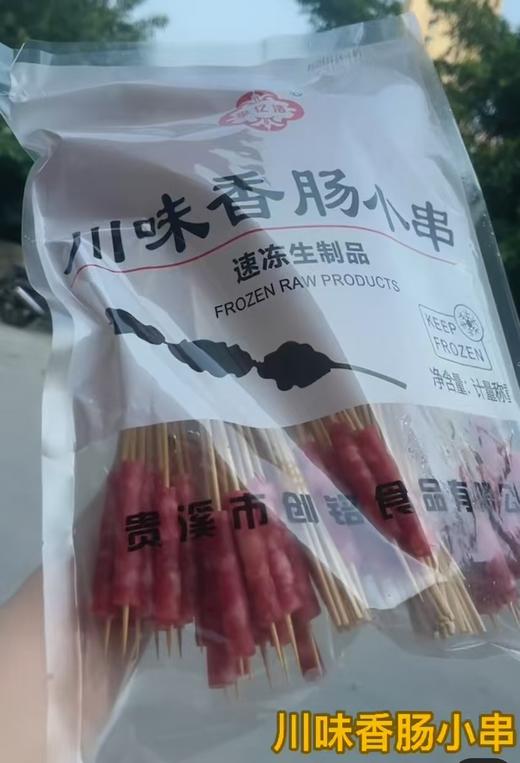 川味香肠小串
速冻生制品
FROZEN RAW PRODUCTS
KEEP
FROZEN
净含量：计量称重
贵溪市创铭食品有限公
川味香肠小串